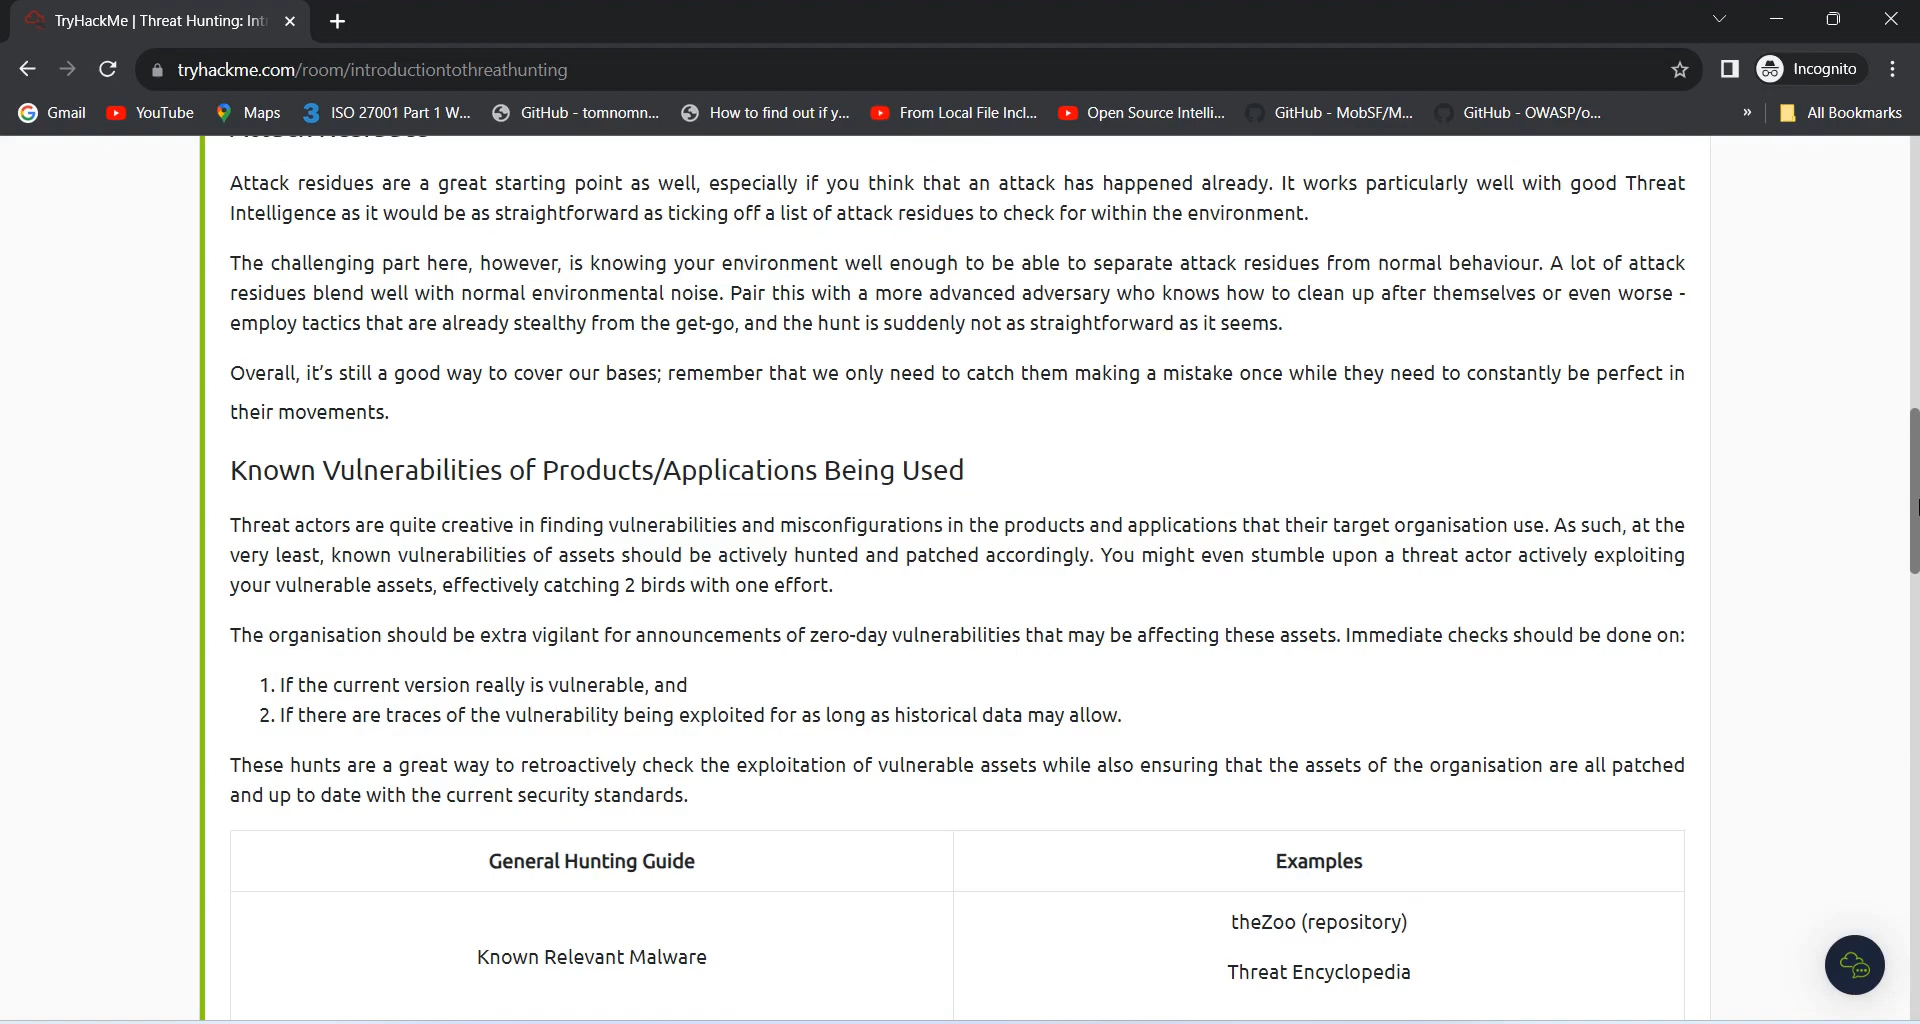 TryHackMe | Threat Hunting: Int
tryhackme.com/room/introductiontothreathunting
Incognito
Gmail
YouTube
Maps
ISO 27001 Part 1 W...
GitHub - tomnomn...
How to find out if y...
From Local File Incl...
Open Source Intelli...
GitHub - MobSF/M...
GitHub - OWASP/o...
»
All Bookmarks
Attack residues are a great starting point as well, especially if you think that an attack has happened already. It works particularly well with good Threat
Intelligence as it would be as straightforward as ticking off a list of attack residues to check for within the environment.
The challenging part here, however, is knowing your environment well enough to be able to separate attack residues from normal behaviour. A lot of attack
residues blend well with normal environmental noise. Pair this with a more advanced adversary who knows how to clean up after themselves or even worse -
employ tactics that are already stealthy from the get-go, and the hunt is suddenly not as straightforward as it seems.
Overall, it’s still a good way to cover our bases; remember that we only need to catch them making a mistake once while they need to constantly be perfect in
their movements.
Known Vulnerabilities of Products/Applications Being Used
Threat actors are quite creative in finding vulnerabilities and misconfigurations in the products and applications that their target organisation use. As such, at the
very least, known vulnerabilities of assets should be actively hunted and patched accordingly. You might even stumble upon a threat actor actively exploiting
your vulnerable assets, effectively catching 2 birds with one effort.
The organisation should be extra vigilant for announcements of zero-day vulnerabilities that may be affecting these assets. Immediate checks should be done on:
1. If the current version really is vulnerable, and
2. If there are traces of the vulnerability being exploited for as long as historical data may allow.
These hunts are a great way to retroactively check the exploitation of vulnerable assets while also ensuring that the assets of the organisation are all patched
and up to date with the current security standards.
General Hunting Guide
Examples
Known Relevant Malware
theZoo (repository)
Threat Encyclopedia